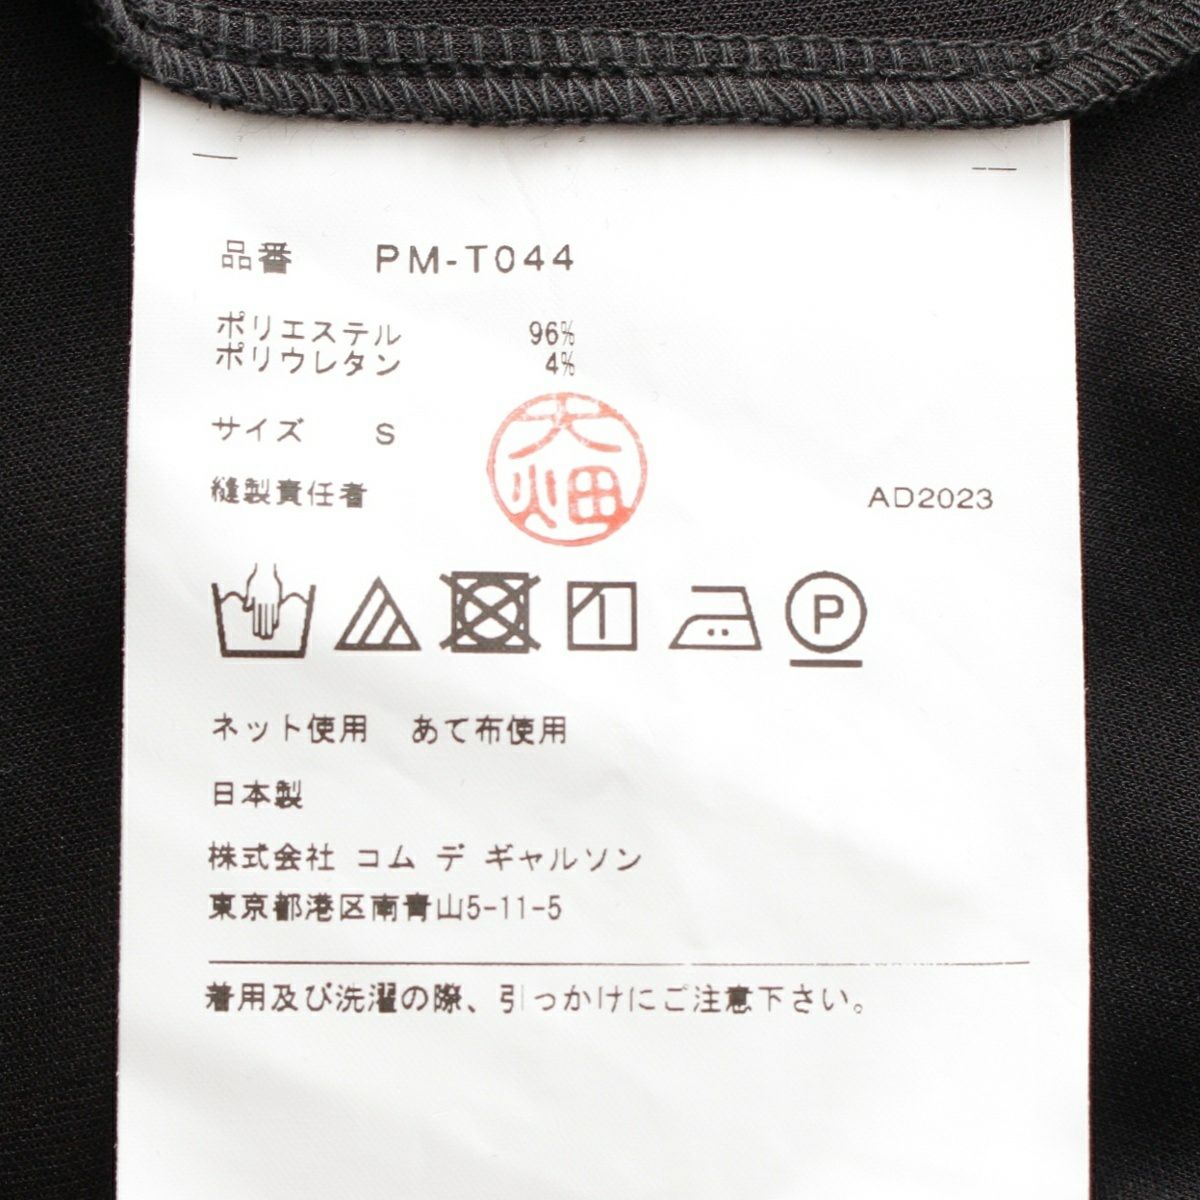 品番 PM-T044
ポリエステル 96%
ポリウレタン 4%
サイズ S
大畑
縫製責任者 AD2023
P
ネット使用 あて布使用
日本製
株式会社 コム デ ギャルソン
東京都港区南青山5-11-5
着用及び洗濯の際、引っかけにご注意下さい。